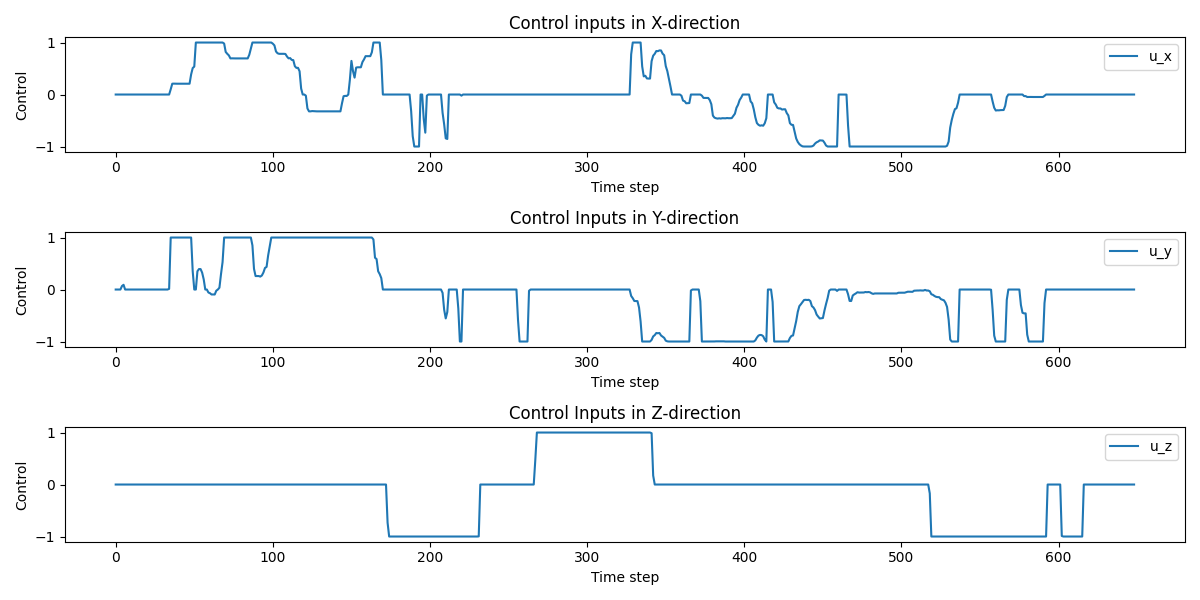 Control inputs in X-direction
1
0
−1
Control
u_x
0 100 200 300 400 500 600
Time step
Control Inputs in Y-direction
1
0
−1
Control
u_y
0 100 200 300 400 500 600
Time step
Control Inputs in Z-direction
1
0
−1
Control
u_z
0 100 200 300 400 500 600
Time step